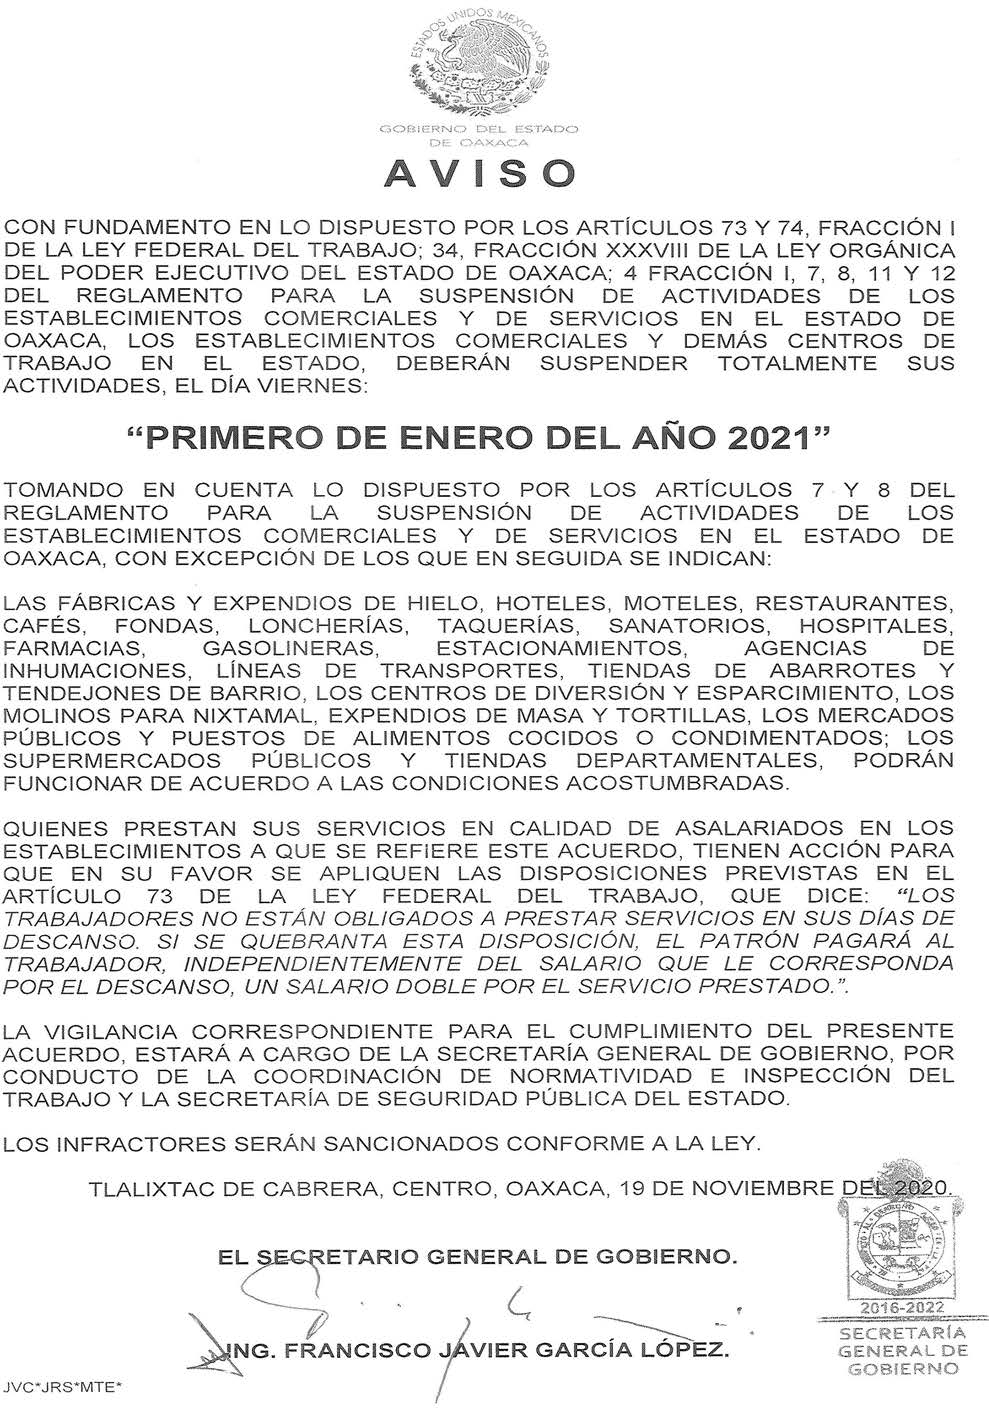 ESTADOS UNIDOS MEXICANOS
GOBIERNO DEL ESTADO
DE OAXACA
AVISO
CON FUNDAMENTO EN LO DISPUESTO POR LOS ARTÍCULOS 73 Y 74, FRACCIÓN I
DE LA LEY FEDERAL DEL TRABAJO; 34, FRACCIÓN XXXVIII DE LA LEY ORGÁNICA
DEL PODER EJECUTIVO DEL ESTADO DE OAXACA; 4 FRACCIÓN I, 7, 8, 11 Y 12
DEL REGLAMENTO PARA LA SUSPENSIÓN DE ACTIVIDADES DE LOS
ESTABLECIMIENTOS COMERCIALES Y DE SERVICIOS EN EL ESTADO DE
OAXACA, LOS ESTABLECIMIENTOS COMERCIALES Y DEMÁS CENTROS DE
TRABAJO EN EL ESTADO, DEBERÁN SUSPENDER TOTALMENTE SUS
ACTIVIDADES, EL DÍA VIERNES:
“PRIMERO DE ENERO DEL AÑO 2021”
TOMANDO EN CUENTA LO DISPUESTO POR LOS ARTÍCULOS 7 Y 8 DEL
REGLAMENTO PARA LA SUSPENSIÓN DE ACTIVIDADES DE LOS
ESTABLECIMIENTOS COMERCIALES Y DE SERVICIOS EN EL ESTADO DE
OAXACA, CON EXCEPCIÓN DE LOS QUE EN SEGUIDA SE INDICAN:
LAS FÁBRICAS Y EXPENDIOS DE HIELO, HOTELES, MOTELES, RESTAURANTES,
CAFÉS, FONDAS, LONCHERÍAS, TAQUERÍAS, SANATORIOS, HOSPITALES,
FARMACIAS, GASOLINERAS, ESTACIONAMIENTOS, AGENCIAS DE
INHUMACIONES, LÍNEAS DE TRANSPORTES, TIENDAS DE ABARROTES Y
TENDEJONES DE BARRIO, LOS CENTROS DE DIVERSIÓN Y ESPARCIMIENTO, LOS
MOLINOS PARA NIXTAMAL, EXPENDIOS DE MASA Y TORTILLAS, LOS MERCADOS
PÚBLICOS Y PUESTOS DE ALIMENTOS COCIDOS O CONDIMENTADOS; LOS
SUPERMERCADOS PÚBLICOS Y TIENDAS DEPARTAMENTALES, PODRÁN
FUNCIONAR DE ACUERDO A LAS CONDICIONES ACOSTUMBRADAS.
QUIENES PRESTAN SUS SERVICIOS EN CALIDAD DE ASALARIADOS EN LOS
ESTABLECIMIENTOS A QUE SE REFIERE ESTE ACUERDO, TIENEN ACCIÓN PARA
QUE EN SU FAVOR SE APLIQUEN LAS DISPOSICIONES PREVISTAS EN EL
ARTÍCULO 73 DE LA LEY FEDERAL DEL TRABAJO, QUE DICE: “LOS
TRABAJADORES NO ESTÁN OBLIGADOS A PRESTAR SERVICIOS EN SUS DÍAS DE
DESCANSO. SI SE QUEBRANTA ESTA DISPOSICIÓN, EL PATRÓN PAGARÁ AL
TRABAJADOR, INDEPENDIENTEMENTE DEL SALARIO QUE LE CORRESPONDA
POR EL DESCANSO, UN SALARIO DOBLE POR EL SERVICIO PRESTADO.”.
LA VIGILANCIA CORRESPONDIENTE PARA EL CUMPLIMIENTO DEL PRESENTE
ACUERDO, ESTARÁ A CARGO DE LA SECRETARÍA GENERAL DE GOBIERNO, POR
CONDUCTO DE LA COORDINACIÓN DE NORMATIVIDAD E INSPECCIÓN DEL
TRABAJO Y LA SECRETARÍA DE SEGURIDAD PÚBLICA DEL ESTADO.
LOS INFRACTORES SERÁN SANCIONADOS CONFORME A LA LEY.
TLALIXTAC DE CABRERA, CENTRO, OAXACA, 19 DE NOVIEMBRE DEL 2020.
EL SECRETARIO GENERAL DE GOBIERNO.
2016-2022
SECRETARÍA
GENERAL DE
GOBIERNO
ING. FRANCISCO JAVIER GARCÍA LÓPEZ.
JVC*JRS*MTE*